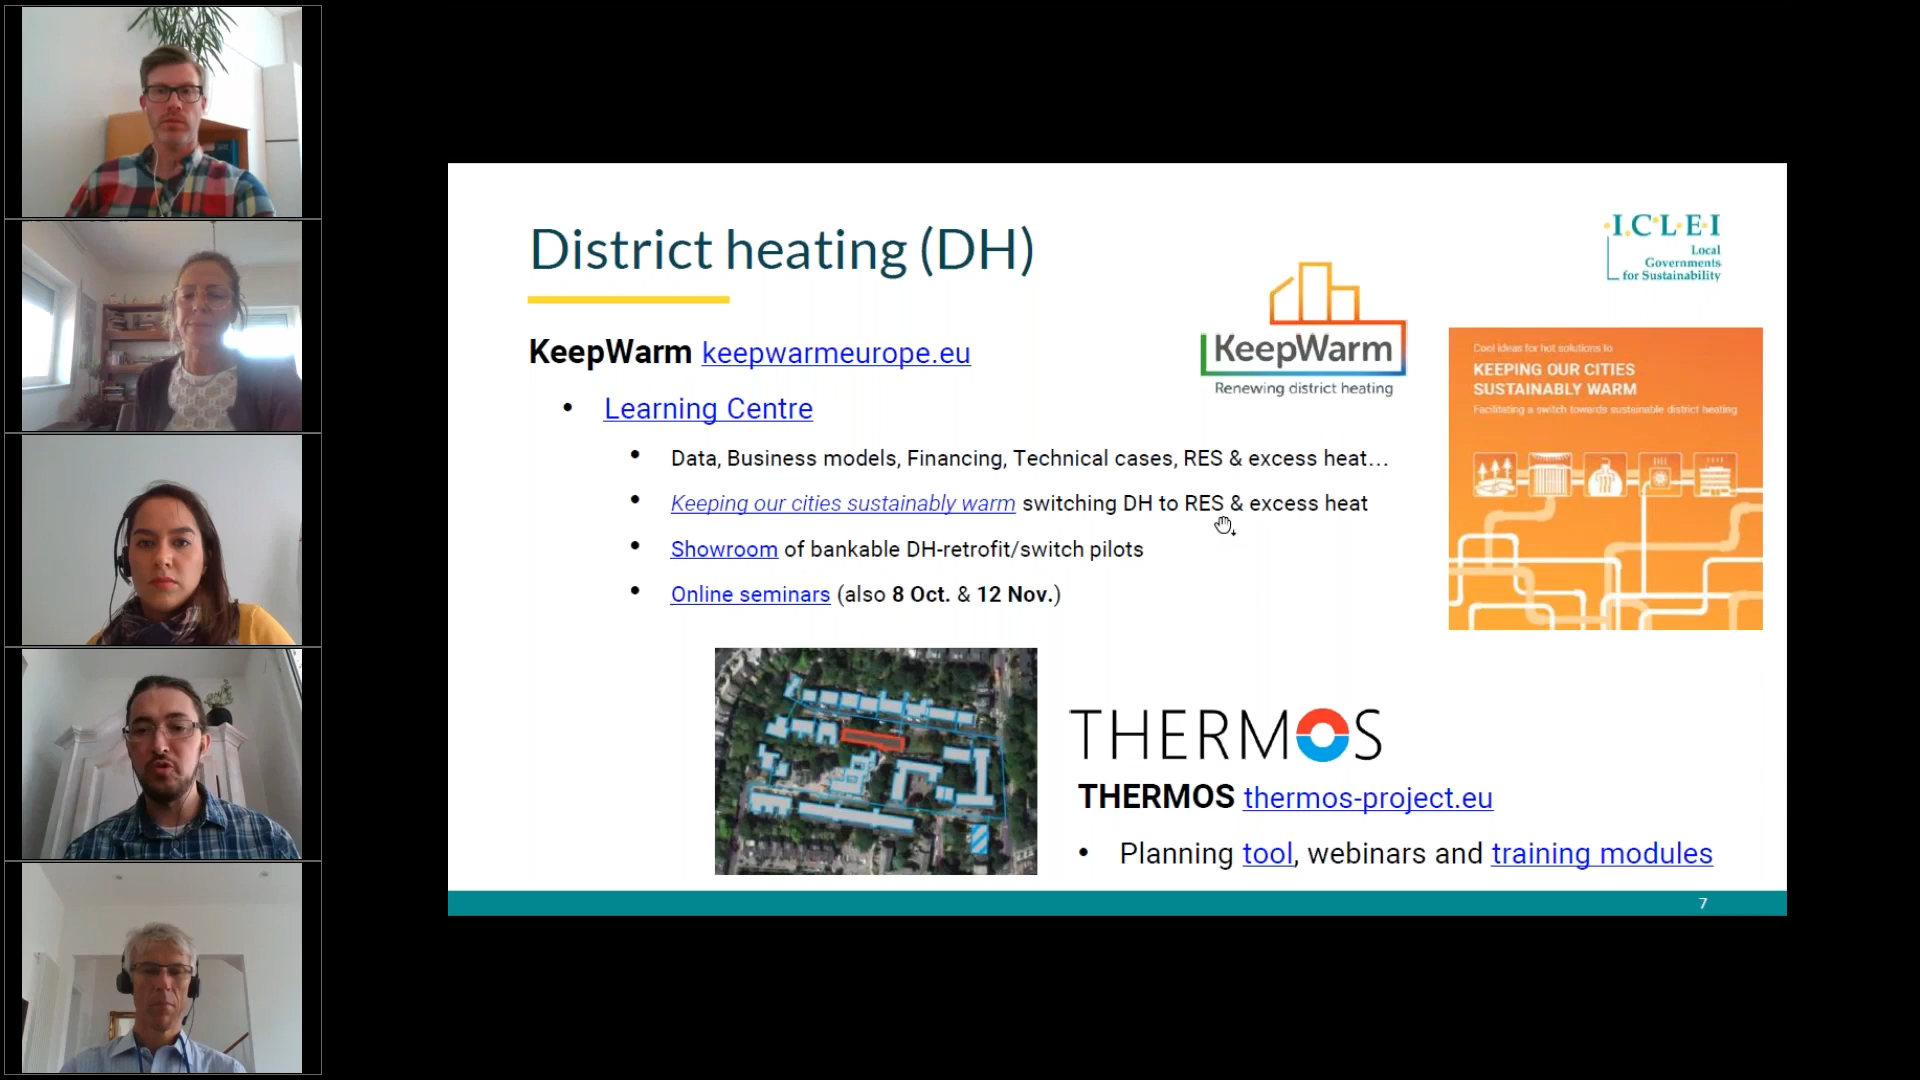 District heating (DH)
I.C.L.E.I
Local
Governments
for Sustainability
KeepWarm
Renewing district heating
KeepWarm keepwarmeurope.eu
• Learning Centre
• Data, Business models, Financing, Technical cases, RES & excess heat…
• Keeping our cities sustainably warm switching DH to RES & excess heat
• Showroom of bankable DH-retrofit/switch pilots
• Online seminars (also 8 Oct. & 12 Nov.)
Cool ideas for hot solutions to
KEEPING OUR CITIES
SUSTAINABLY WARM
Facilitating a switch towards sustainable district heating
THERMOS
THERMOS thermos-project.eu
• Planning tool, webinars and training modules
7